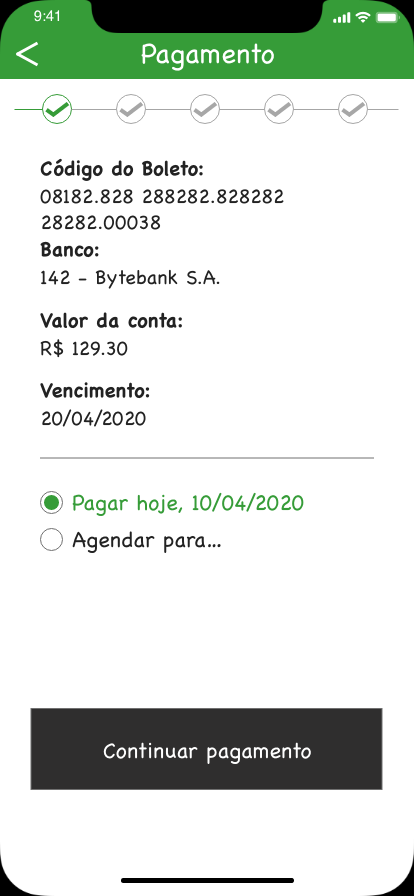 9:41
Pagamento
Código do Boleto:
08182.828 288282.828282
28282.00038
Banco:
142 - Bytebank S.A.
Valor da conta:
R$ 129.30
Vencimento:
20/04/2020
Pagar hoje, 10/04/2020
Agendar para...
Continuar pagamento